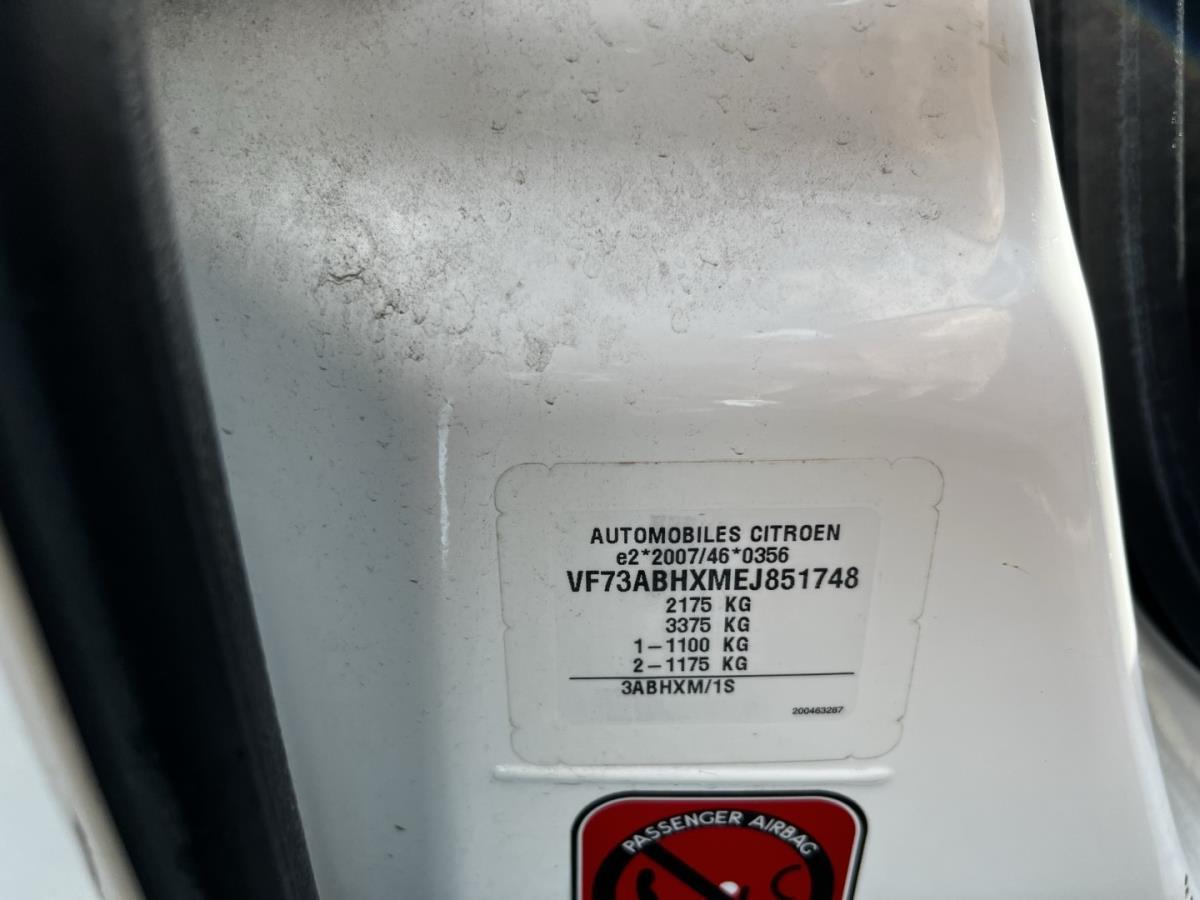 AUTOMOBILES CITROEN
e2*2007/46*0356
VF73ABHXMEJ851748
2175 KG
3375 KG
1-1100 KG
2-1175 KG
3ABHXM/1S
200463287
PASSENGER AIRBAG